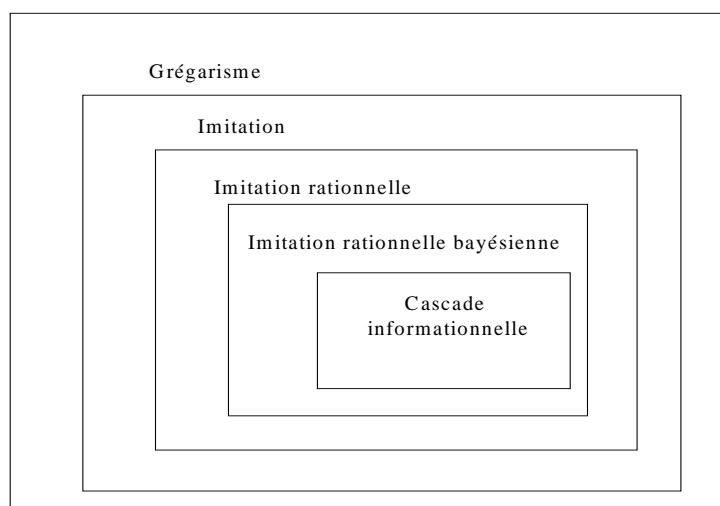 Grégarisme
Imitation
Imitation rationnelle
Imitation rationnelle bayésienne
Cascade
informationnelle